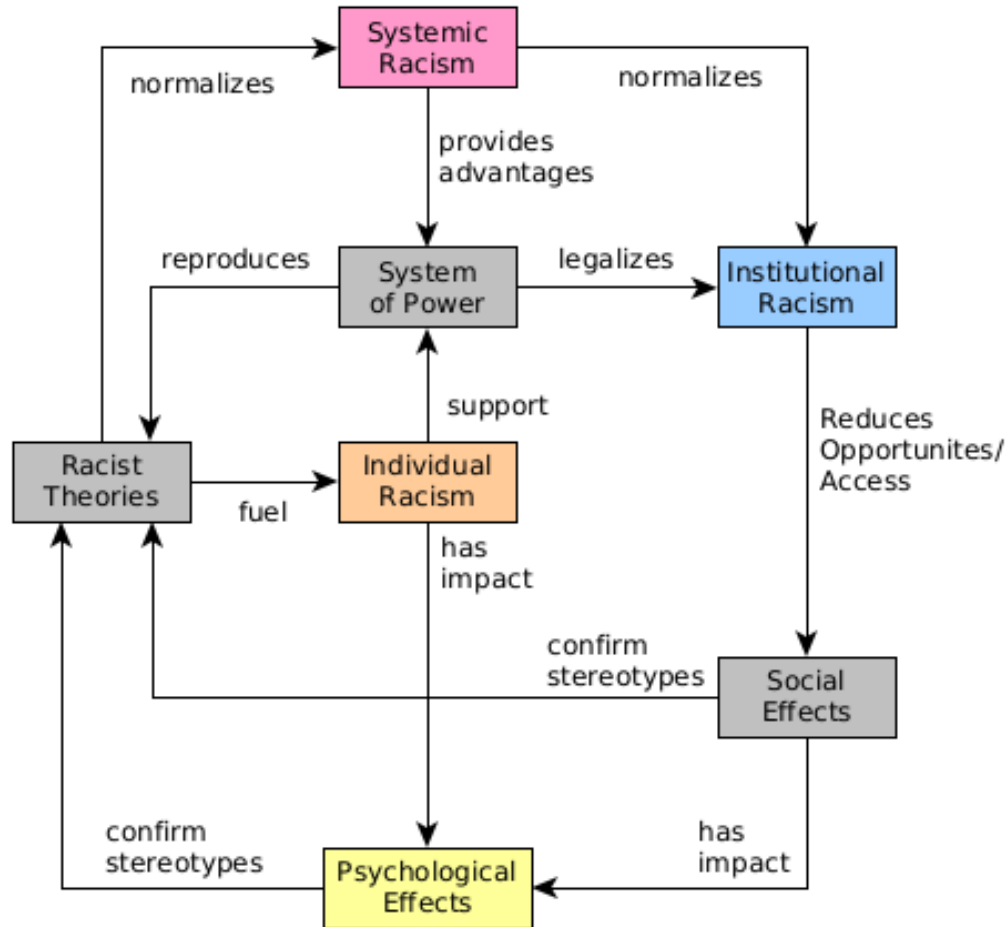 Systemic
Racism
normalizes
normalizes
provides
advantages
reproduces
System
of Power
legalizes
Institutional
Racism
support
Reduces
Opportunites/
Access
Racist
Theories
fuel
Individual
Racism
has
impact
confirm
stereotypes
Social
Effects
confirm
stereotypes
Psychological
Effects
has
impact